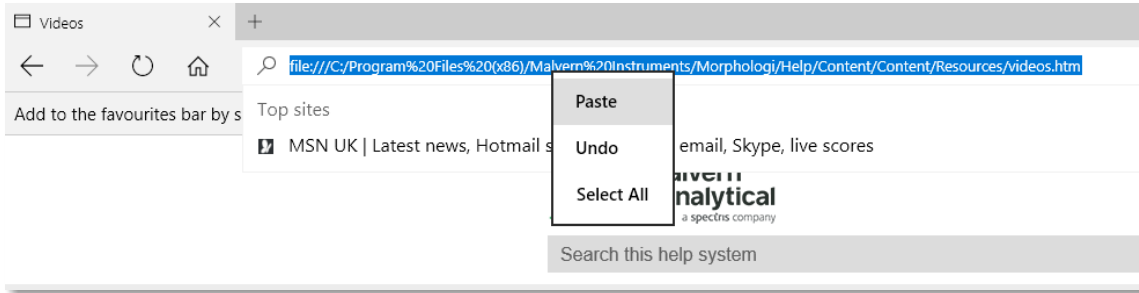 Videos
file:///C:/Program%20Files%20(x86)/Malvern%20Instruments/Morphologi/Help/Content/Content/Resources/videos.htm
Add to the favourites bar by s
Top sites
MSN UK | Latest news, Hotmail s email, Skype, live scores
Paste
Undo
Select All
nalytical
a spectris company
Search this help system